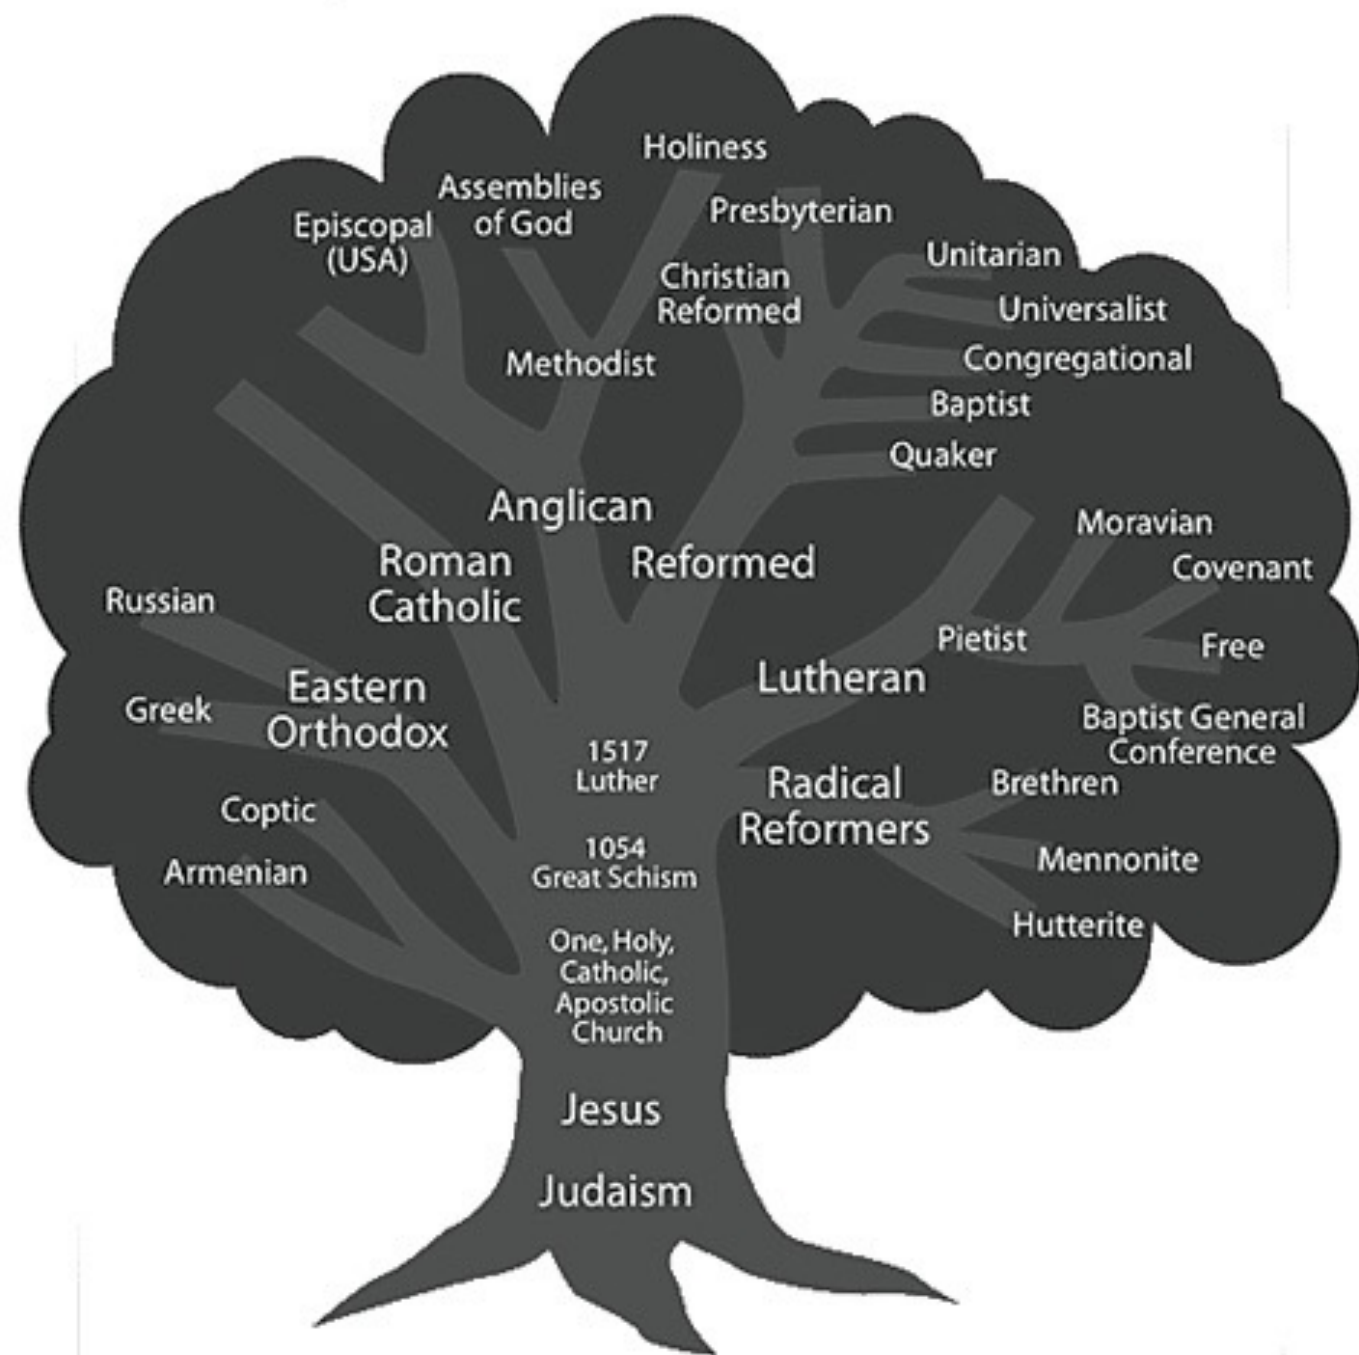 Holiness
Assemblies
of God
Presbyterian
Episcopal
(USA)
Unitarian
Christian
Reformed
Universalist
Methodist
Congregational
Baptist
Quaker
Anglican
Moravian
Roman
Catholic
Reformed
Covenant
Russian
Pietist
Free
Lutheran
Eastern
Orthodox
Greek
Baptist General
Conference
1517
Luther
Radical
Reformers
Brethren
Coptic
1054
Great Schism
Mennonite
Armenian
Hutterite
One, Holy,
Catholic,
Apostolic
Church
Jesus
Judaism